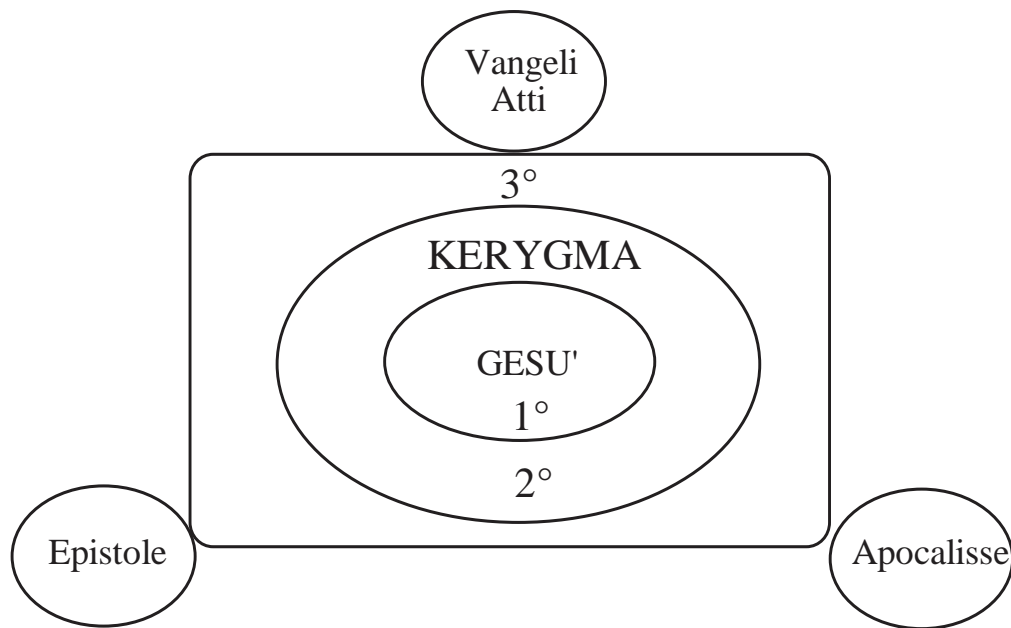 Vangeli
Atti
3°
KERYGMA
GESU'
1°
2°
Epistole
Apocalisse